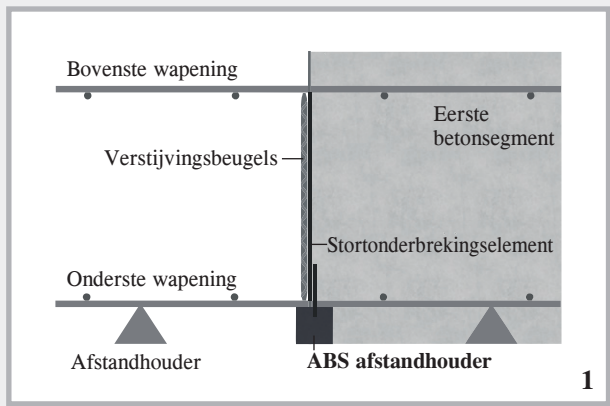 Bovenste wapening
Eerste
betonsegment
Verstijvingsbeugels
Stortonderbrekingselement
Onderste wapening
Afstandhouder
ABS afstandhouder
1